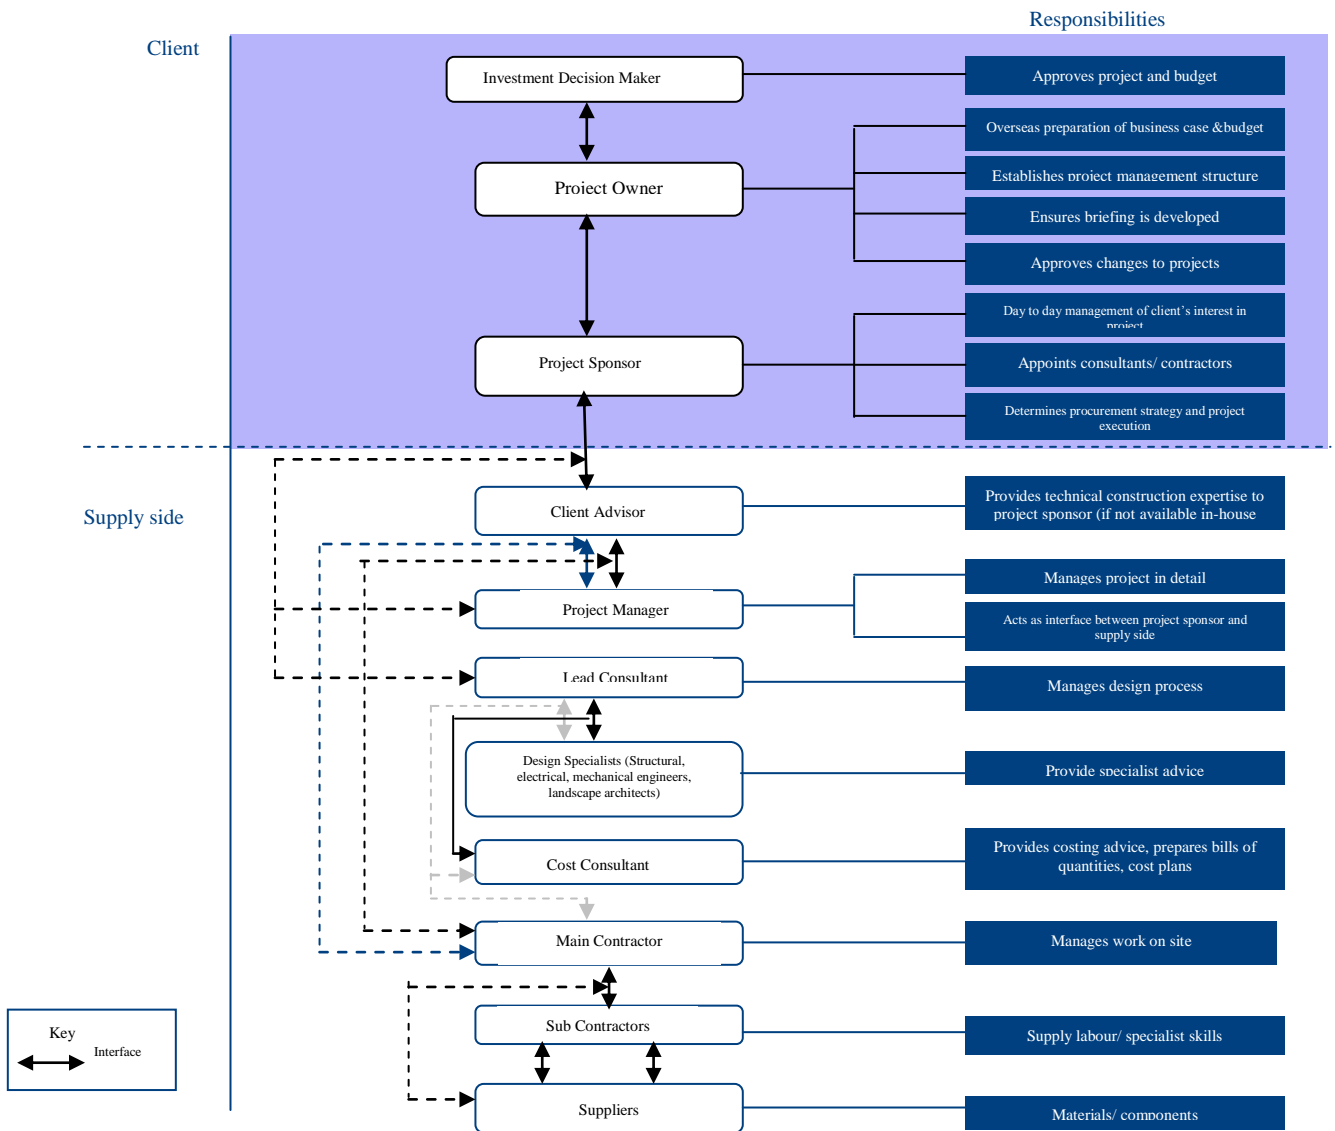 Responsibilities
Client
Investment Decision Maker
Approves project and budget
Overseas preparation of business case &budget
Project Owner
Establishes project management structure
Ensures briefing is developed
Approves changes to projects
Day to day management of client's interest in
project
Project Sponsor
Appoints consultants/ contractors
Determines procurement strategy and project
execution
Supply side
Client Advisor
Provides technical construction expertise to
project sponsor (if not available in-house
Project Manager
Manages project in detail
Acts as interface between project sponsor and
supply side
Lead Consultant
Manages design process
Design Specialists (Structural,
electrical, mechanical engineers,
landscape architects)
Provide specialist advice
Cost Consultant
Provides costing advice, prepares bills of
quantities, cost plans
Main Contractor
Manages work on site
Sub Contractors
Supply labour/ specialist skills
Suppliers
Materials/ components
Key
Interface